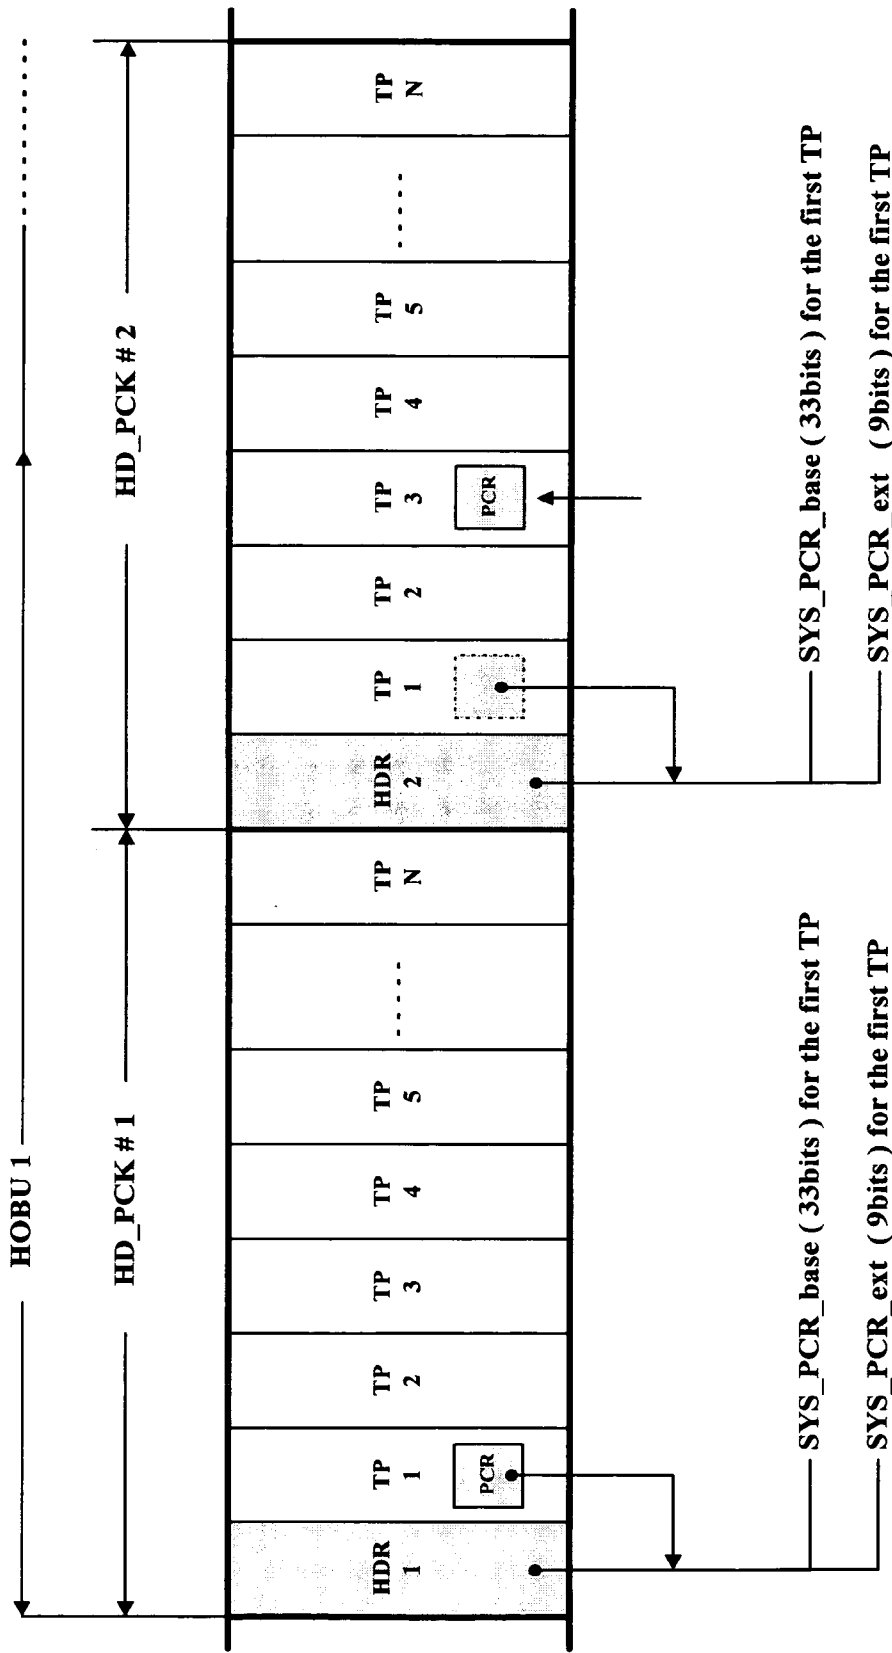 HOBU 1
HD_PCK # 1
HD_PCK # 2
HDR
1
TP
1
PCR
TP
2
TP
3
TP
4
TP
5
.....
TP
N
HDR
2
TP
1
TP
2
TP
3
PCR
TP
4
TP
5
.....
TP
N
SYS_PCR_base ( 33bits ) for the first TP
SYS_PCR_ext ( 9bits ) for the first TP
SYS_PCR_base ( 33bits ) for the first TP
SYS_PCR_ext ( 9bits ) for the first TP